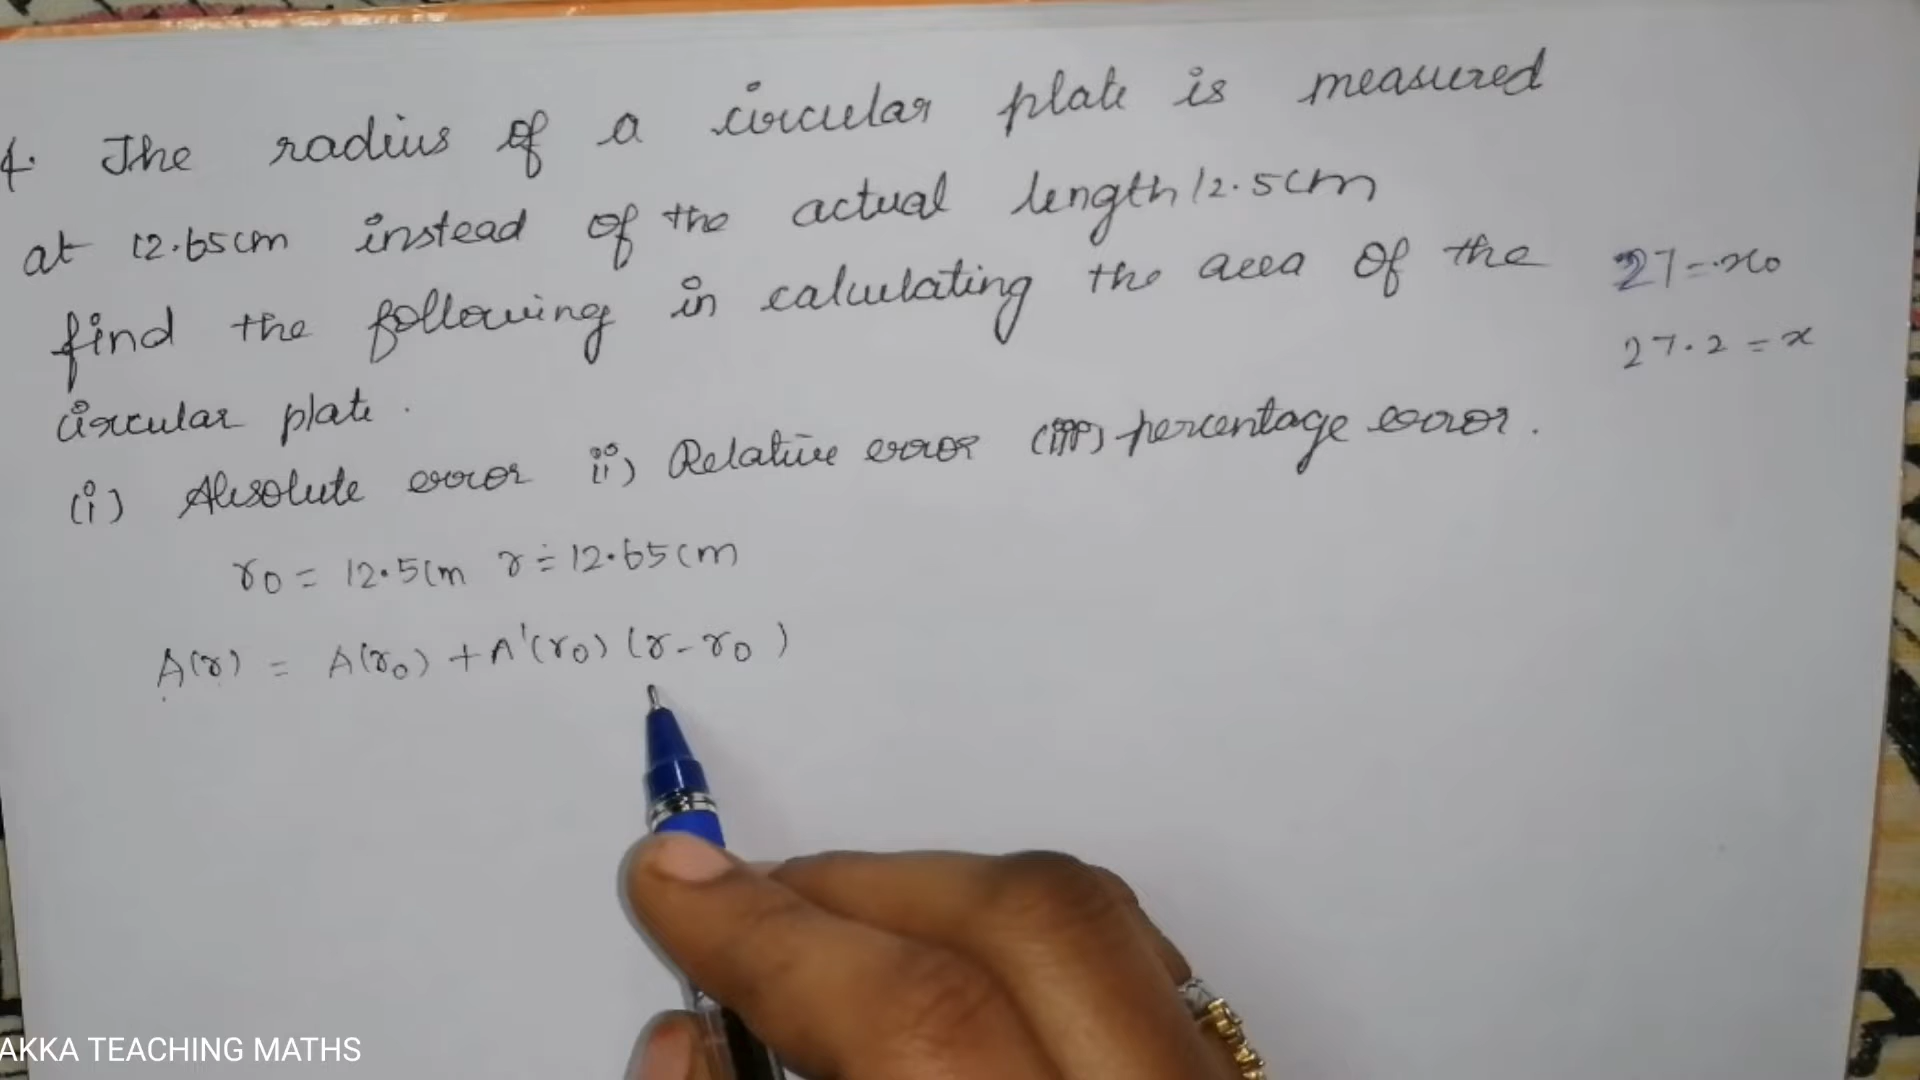 4. The radius of a circular plate is measured
at 12.65cm instead of the actual length 12.5cm
find the following in calculating the area of the
circular plate.
(i) Absolute error ii) Relative error (iii) percentage error.
r0 = 12.5cm r = 12.65cm
A(r) = A(r0) + A'(r0) (r - r0)
27 = x0
27.2 = x
AKKA TEACHING MATHS